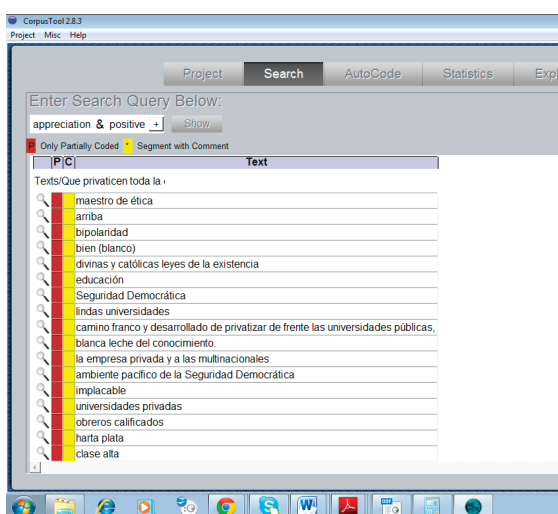 CorpusTool 2.8.3
Project Misc Help
Project Search AutoCode Statistics Expl
Enter Search Query Below:
appreciation & positive + Show
P Only Partially Coded * Segment with Comment
P C Text
Texts/Que privaticen toda la
maestro de ética
arriba
bipolaridad
bien (blanco)
divinas y católicas leyes de la existencia
educación
Seguridad Democrática
lindas universidades
camino franco y desarrollado de privatizar de frente las universidades públicas,
blanca leche del conocimiento.
la empresa privada y a las multinacionales
ambiente pacífico de la Seguridad Democrática
implacable
universidades privadas
obreros calificados
harta plata
clase alta